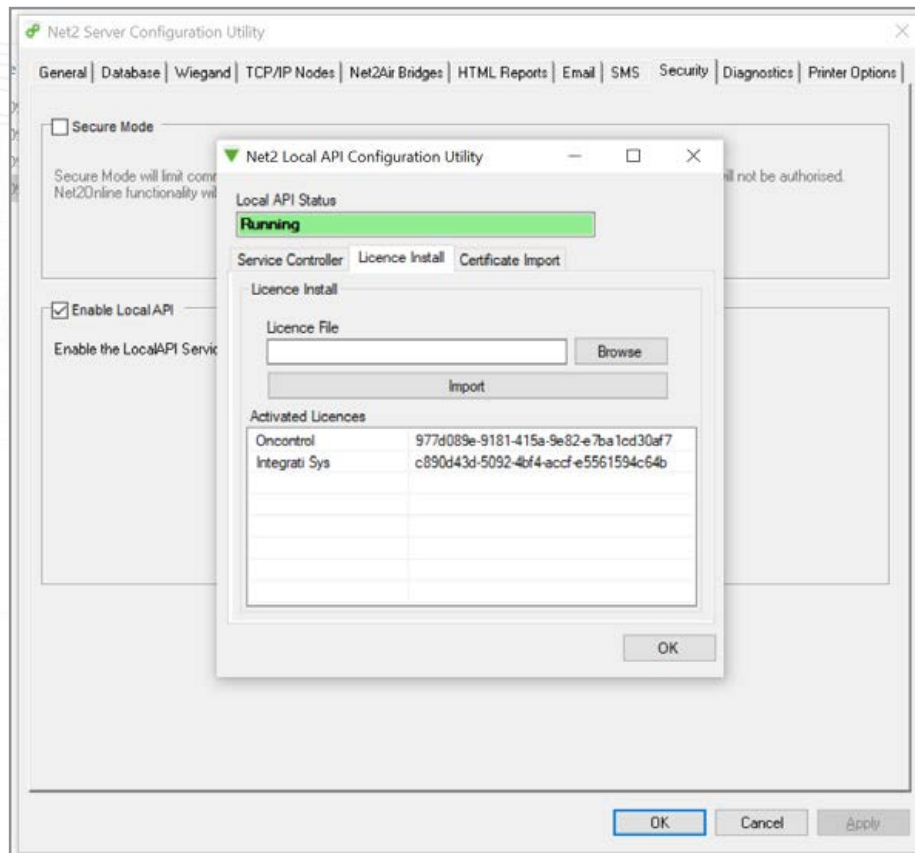 Net2 Server Configuration Utility
General
Database
Wiegand
TCP/IP Nodes
Net2Air Bridges
HTML Reports
Email
SMS
Security
Diagnostics
Printer Options
Secure Mode
Secure Mode will limit
will not be authorised.
Net2Online functionality
Enable Local API
Enable the LocalAPI
Net2 Local API Configuration Utility
Local API Status
Running
Service Controller
Licence Install
Certificate Import
Licence Install
Licence File
Browse
Import
Activated Licences
Oncontrol 977d089e-9181-415a-9e82-e7ba1cd30af7
Integrati Sys c890d43d-5092-4bf4-accf-e5561594c64b
OK
OK
Cancel
Apply